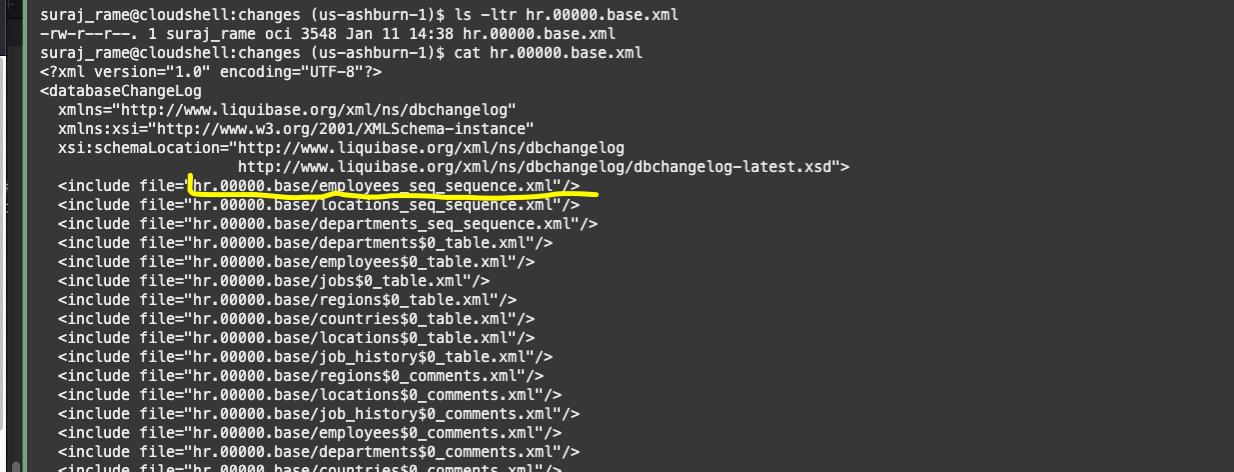 suraj_rame@cloudshell:changes (us-ashburn-1)$ ls -ltr hr.00000.base.xml
-rw-r--r--. 1 suraj_rame oci 3548 Jan 11 14:38 hr.00000.base.xml
suraj_rame@cloudshell:changes (us-ashburn-1)$ cat hr.00000.base.xml
<?xml version="1.0" encoding="UTF-8"?>
<databaseChangeLog
  xmlns="http://www.liquibase.org/xml/ns/dbchangelog"
  xmlns:xsi="http://www.w3.org/2001/XMLSchema-instance"
  xsi:schemaLocation="http://www.liquibase.org/xml/ns/dbchangelog
                      http://www.liquibase.org/xml/ns/dbchangelog/dbchangelog-latest.xsd">
  <include file="hr.00000.base/employees_seq_sequence.xml"/>
  <include file="hr.00000.base/locations_seq_sequence.xml"/>
  <include file="hr.00000.base/departments_seq_sequence.xml"/>
  <include file="hr.00000.base/departments$0_table.xml"/>
  <include file="hr.00000.base/employees$0_table.xml"/>
  <include file="hr.00000.base/jobs$0_table.xml"/>
  <include file="hr.00000.base/regions$0_table.xml"/>
  <include file="hr.00000.base/countries$0_table.xml"/>
  <include file="hr.00000.base/locations$0_table.xml"/>
  <include file="hr.00000.base/job_history$0_table.xml"/>
  <include file="hr.00000.base/regions$0_comments.xml"/>
  <include file="hr.00000.base/locations$0_comments.xml"/>
  <include file="hr.00000.base/job_history$0_comments.xml"/>
  <include file="hr.00000.base/employees$0_comments.xml"/>
  <include file="hr.00000.base/departments$0_comments.xml"/>
  <include file="hr.00000.base/countries$0_comments.xml"/>